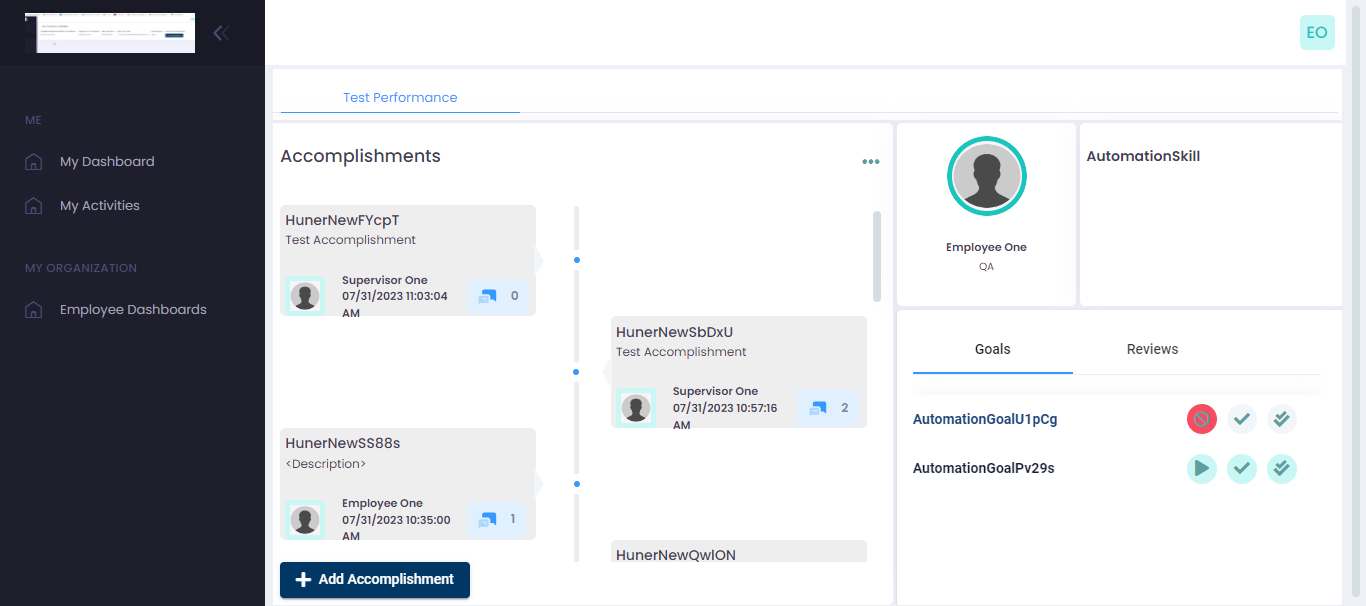 EO
ME
My Dashboard
My Activities
MY ORGANIZATION
Employee Dashboards
Test Performance
Accomplishments
HunerNewFYcpT
Test Accomplishment
Supervisor One
07/31/2023 11:03:04
AM
0
HunerNewSbDxU
Test Accomplishment
Supervisor One
07/31/2023 10:57:16
AM
2
HunerNewSS88s
<Description>
Employee One
07/31/2023 10:35:00
AM
1
HunerNewQwlON
Add Accomplishment
Employee One
QA
AutomationSkill
Goals
Reviews
AutomationGoalU1pCg
AutomationGoalPv29s